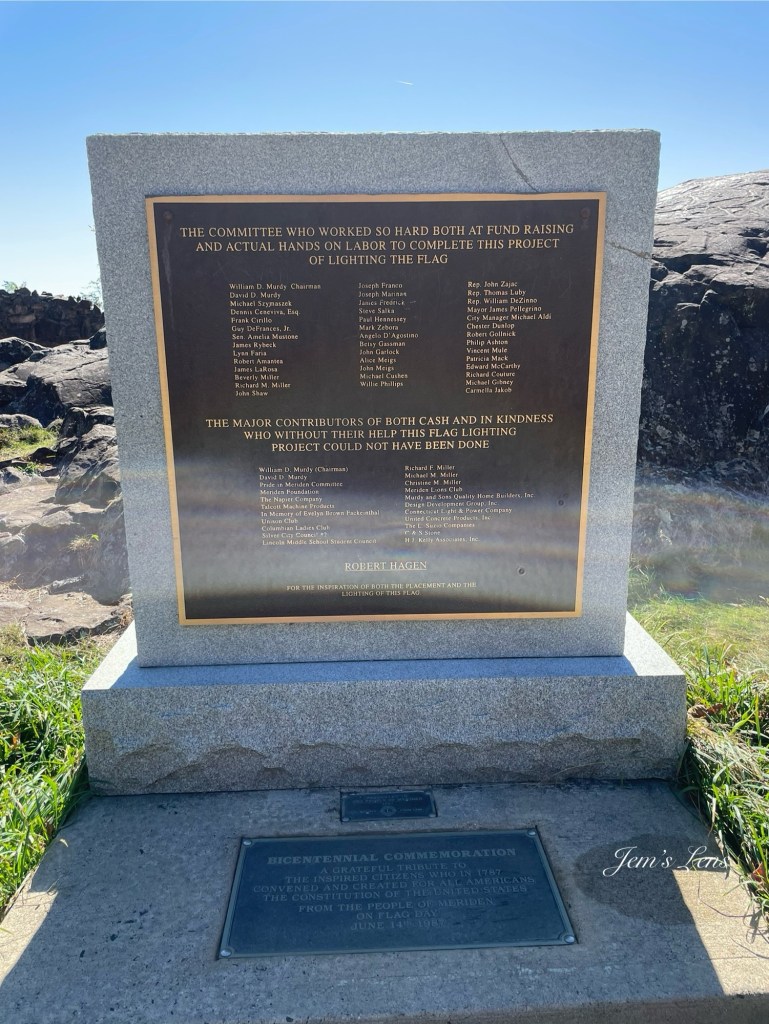 THE COMMITTEE WHO WORKED SO HARD BOTH AT FUND RAISING
AND ACTUAL HANDS ON LABOR TO COMPLETE THIS PROJECT
OF LIGHTING THE FLAG
William D. Murdy Chairman
David D. Murdy
Michael Szymaszek
Dennis Ceneviva, Esq.
Frank Cirillo
Guy DeFrances, Jr.
Sen. Amelia Mustone
James Rybeck
Lynn Faria
Robert Amantea
James LaRosa
Beverly Miller
Richard M. Miller
John Shaw
Joseph Franco
Joseph Marinan
Janice Fredrick
Steve Salka
Paul Hennessey
Mark Zebora
Angelo D'Agostino
Betsy Gassman
John Garlock
Alice Meigs
John Meigs
Michael Cushen
Willie Phillips
Rep. John Zajac
Rep. Thomas Luby
Rep. William DeZinno
Mayor James Pellegrino
City Manager Michael Aldi
Chester Dunlop
Robert Gollnick
Philip Ashton
Vincent Mule
Patricia Mack
Edward McCarthy
Richard Couture
Michael Gibney
Carmella Jakob
THE MAJOR CONTRIBUTORS OF BOTH CASH AND IN KINDNESS
WHO WITHOUT THEIR HELP THIS FLAG LIGHTING
PROJECT COULD NOT HAVE BEEN DONE
William D. Murdy (Chairman)
David D. Murdy
Pride in Meriden Committee
Meriden Foundation
The Napier Company
Talcott Machine Products
In Memory of Evelyn Brown Parkenithal
Unison Club
Columbian Ladies Club
Silver City Council
Lincoln Middle School Student Council
Richard F. Miller
Michael M. Miller
Christine M. Miller
Meriden Lions Club
Murdy and Sons Quality Home Builders, Inc.
Design Development Group, Inc.
Connecticut Light & Power Company
United Concrete Products, Inc.
The L. Suzio Companies
H.J. Kelly Associates, Inc.
ROBERT HAGEN
FOR THE INSPIRATION OF BOTH THE PLACEMENT AND THE
LIGHTING OF THIS FLAG
BICENTENNIAL COMMEMORATION
A GRATEFUL TRIBUTE TO
THE INSPIRED CITIZENS WHO IN 1787
CONVENED AND CREATED FOR ALL AMERICANS
THE CONSTITUTION OF THE UNITED STATES
FROM THE PEOPLE OF MERIDEN
ON FLAG DAY
JUNE 14TH 1987
Jem's Lens